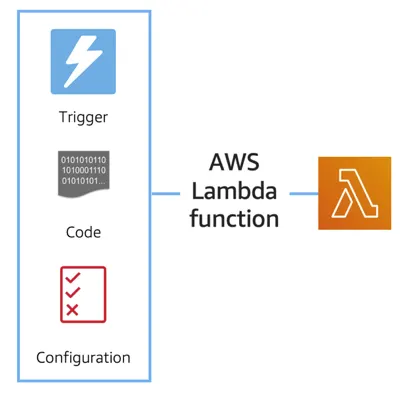 Trigger
0101010110
1010001110
01010101...
Code
Configuration
AWS
Lambda
function